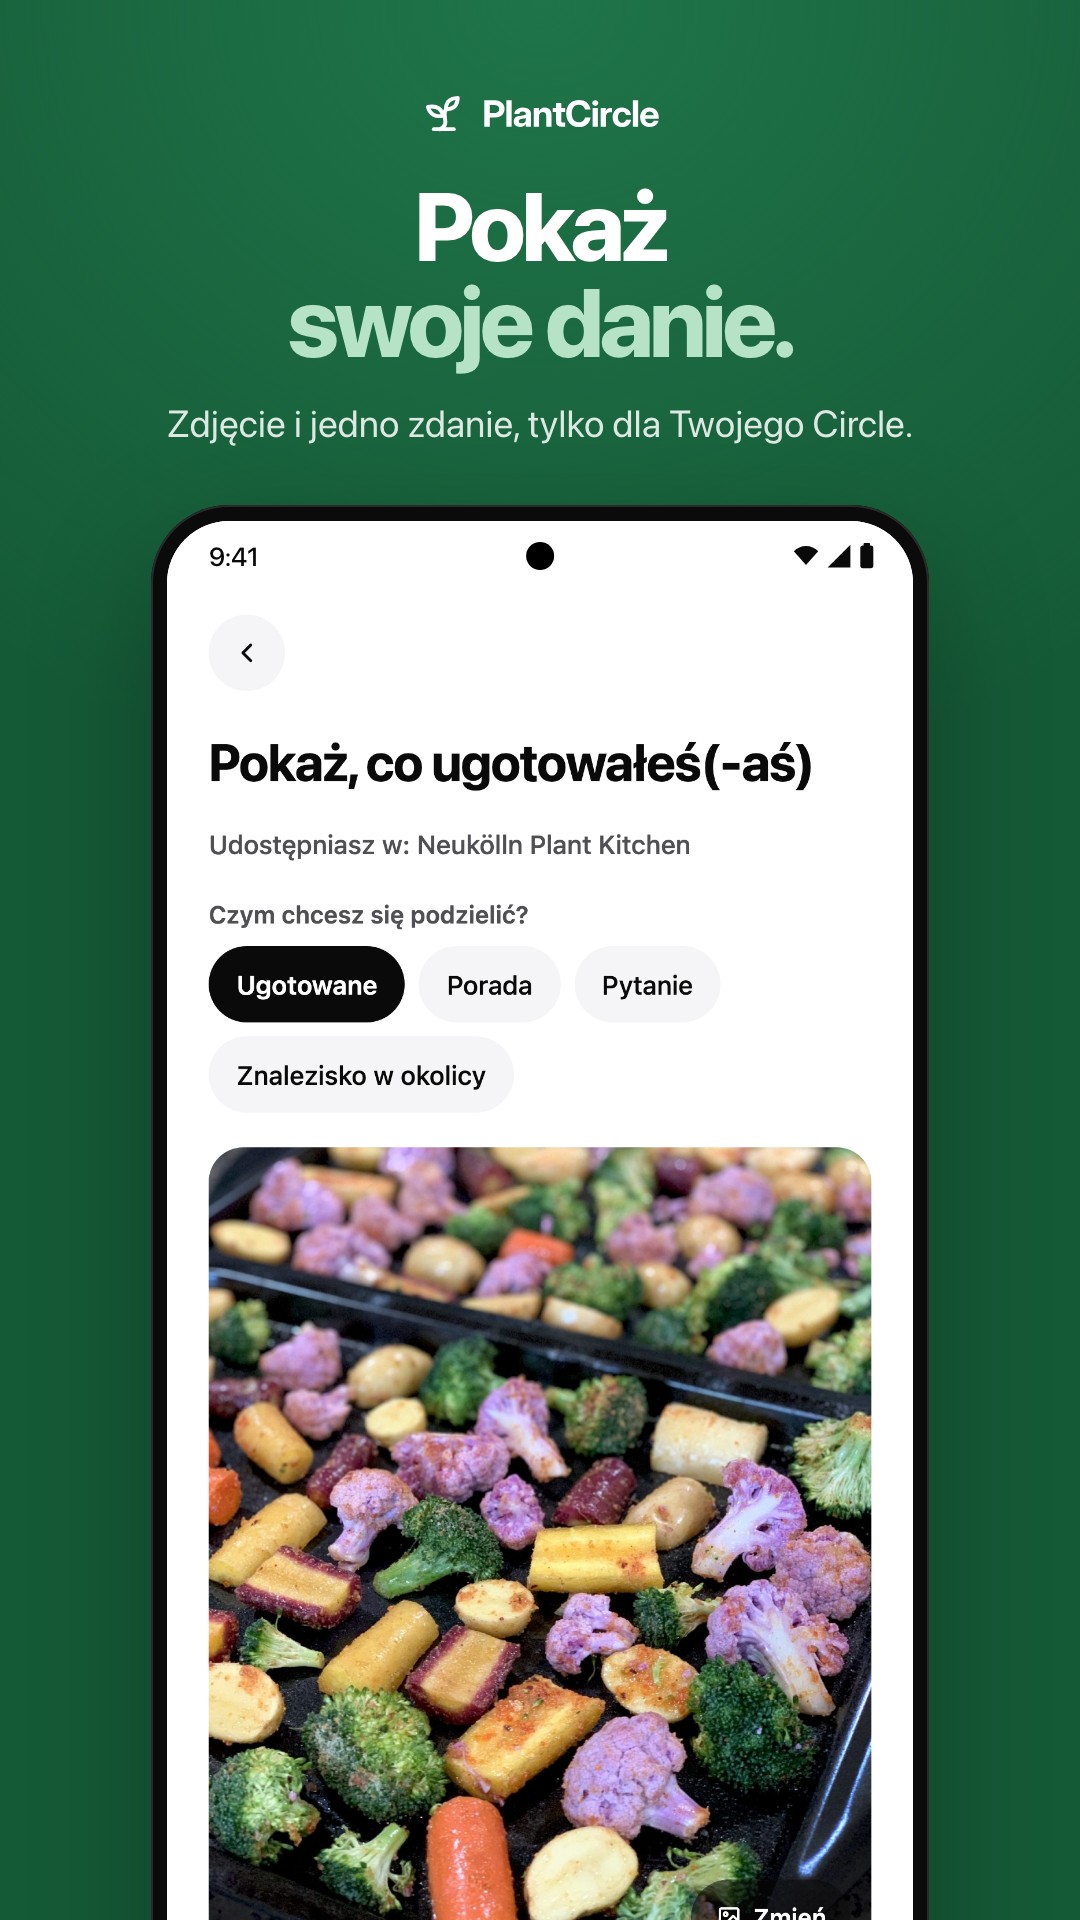 PlantCircle
Pokaż
swoje danie.
Zdjęcie i jedno zdanie, tylko dla Twojego Circle.
9:41
Pokaż, co ugotowałeś(-aś)
Udostępniasz w: Neukölln Plant Kitchen
Czym chcesz się podzielić?
Ugotowane Porada Pytanie
Znalezisko w okolicy
Zmień